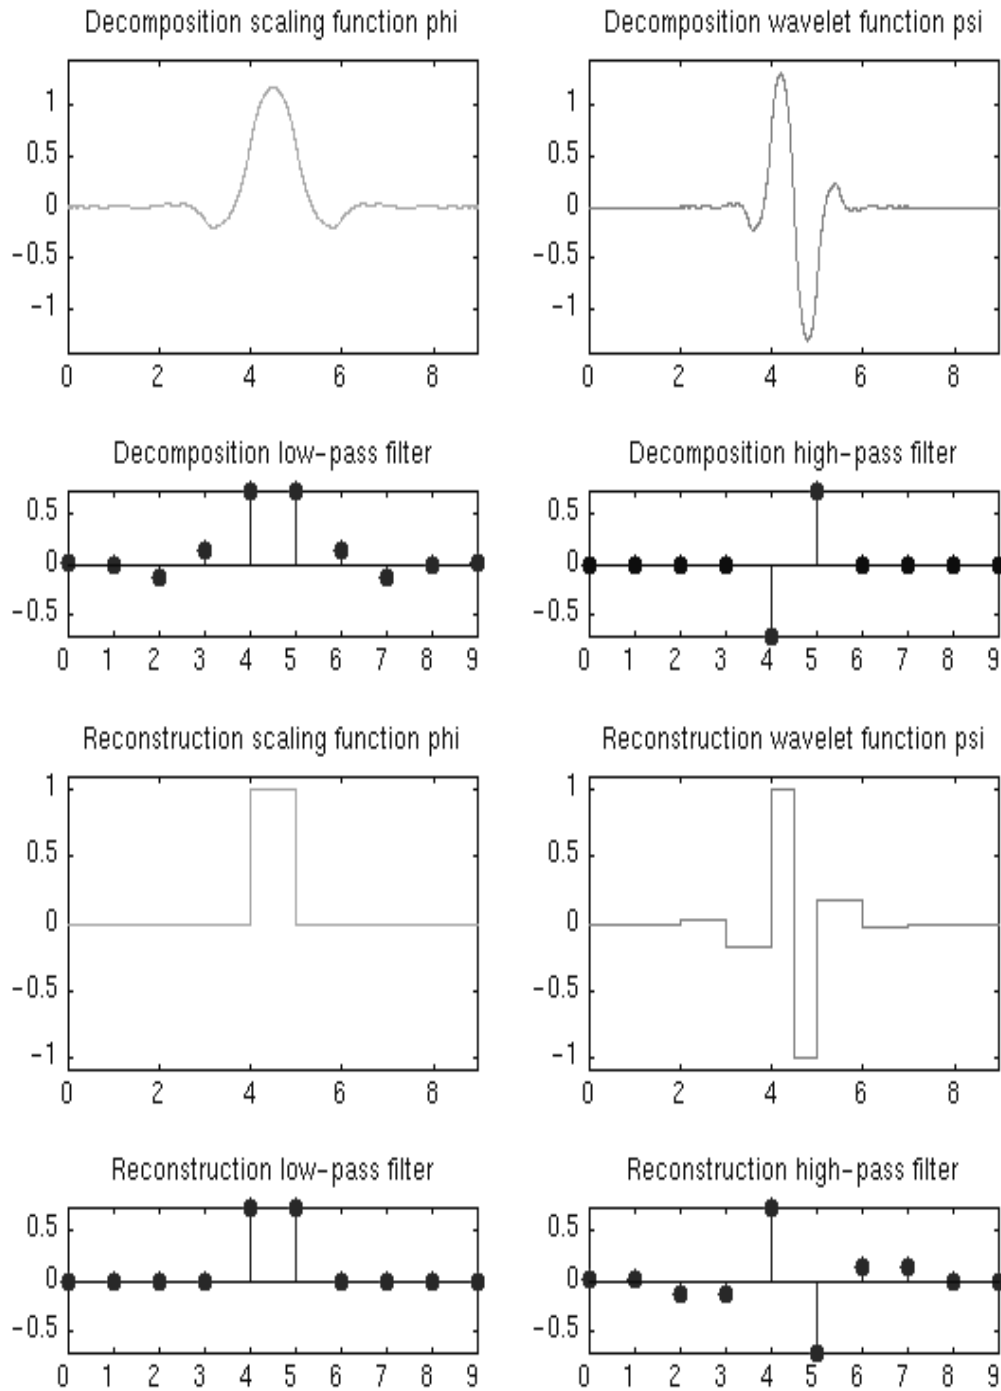 Decomposition scaling function phi
Decomposition wavelet function psi
1
0.5
0
−0.5
−1
0 2 4 6 8
1
0.5
0
−0.5
−1
0 2 4 6 8
Decomposition low−pass filter
Decomposition high−pass filter
0.5
0
−0.5
0 1 2 3 4 5 6 7 8 9
0.5
0
−0.5
0 1 2 3 4 5 6 7 8 9
Reconstruction scaling function phi
Reconstruction wavelet function psi
1
0.5
0
−0.5
−1
0 2 4 6 8
1
0.5
0
−0.5
−1
0 2 4 6 8
Reconstruction low−pass filter
Reconstruction high−pass filter
0.5
0
−0.5
0 1 2 3 4 5 6 7 8 9
0.5
0
−0.5
0 1 2 3 4 5 6 7 8 9